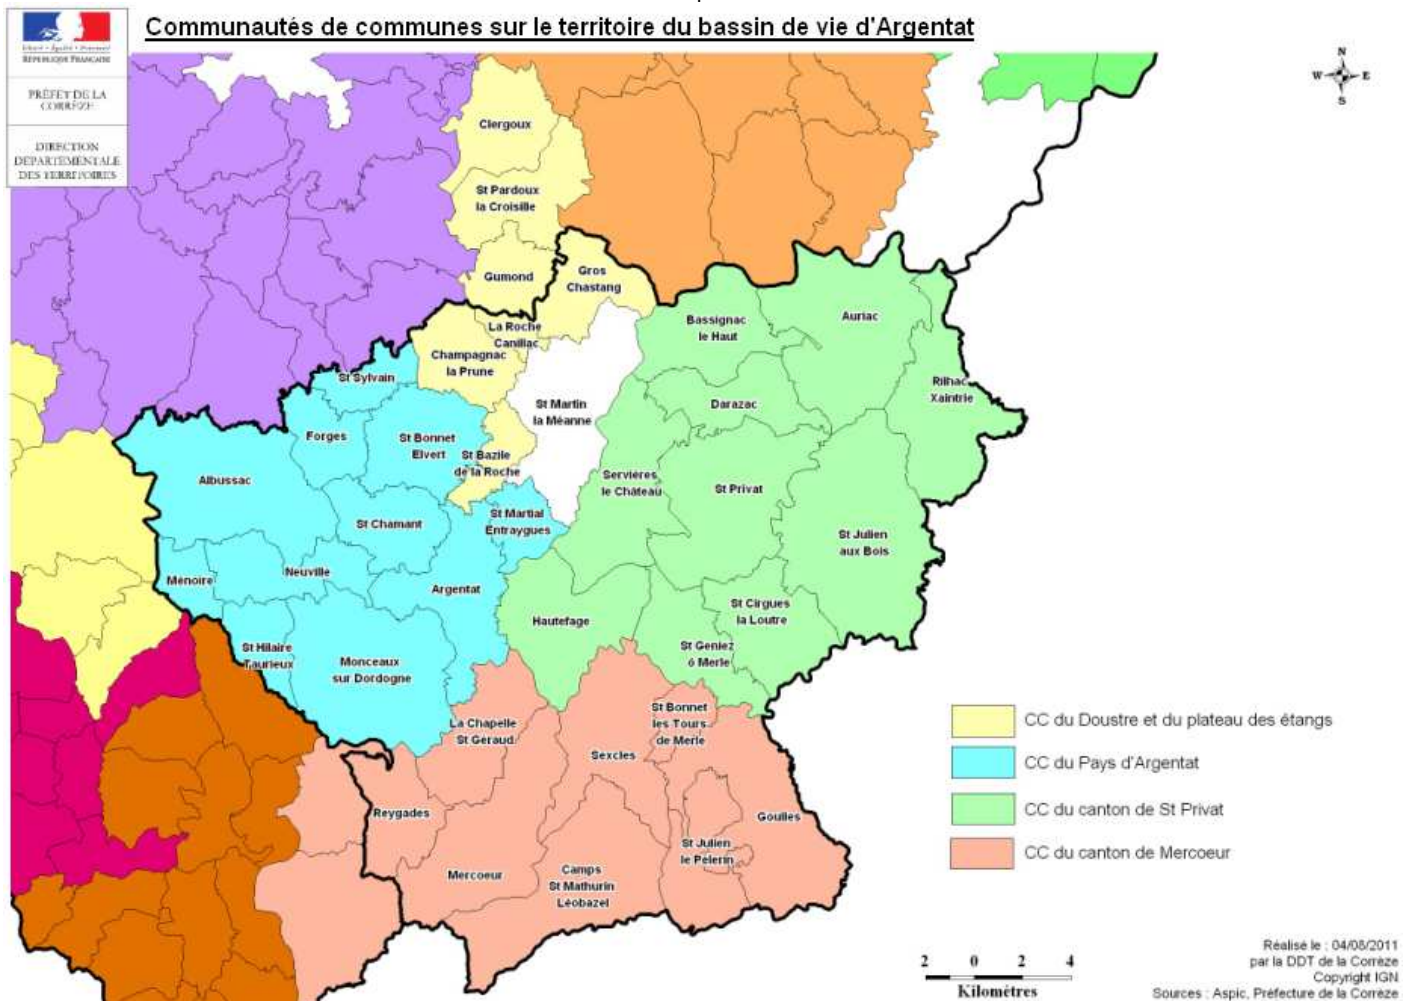 Communautés de communes sur le territoire du bassin de vie d'Argentat
Liberté • Égalité • Fraternité
RÉPUBLIQUE FRANÇAISE
PRÉFET DE LA
CORRÈZE
DIRECTION
DÉPARTEMENTALE
DES TERRITOIRES
N
W
E
S
Clergoux
St Pardoux
la Croisille
Gumond
Gros
Chastang
La Roche
Canillac
Champagnac
la Prune
St Martin
la Méanne
St Bazile
de la Roche
St Sylvain
Forges
St Bonnet
Elvert
Albussac
St Chamant
St Martial
Entraygues
Ménoire
Neuville
Argentat
St Hilaire
Taurieux
Monceaux
sur Dordogne
Bassignac
le Haut
Auriac
Rilhac
Xaintrie
Darazac
Servières
le Château
St Privat
St Julien
aux Bois
Hautefage
St Cirgues
la Loutre
St Geniez
ô Merle
La Chapelle
St Géraud
St Bonnet
les Tours
de Merle
Sexcles
Reygades
Goulles
St Julien
le Pélerin
Mercoeur
Camps
St Mathurin
Léobazel
CC du Doustre et du plateau des étangs
CC du Pays d'Argentat
CC du canton de St Privat
CC du canton de Mercoeur
2 0 2 4
Kilomètres
Réalisé le : 04/08/2011
par la DDT de la Corrèze
Copyright IGN
Sources : Aspic, Préfecture de la Corrèze